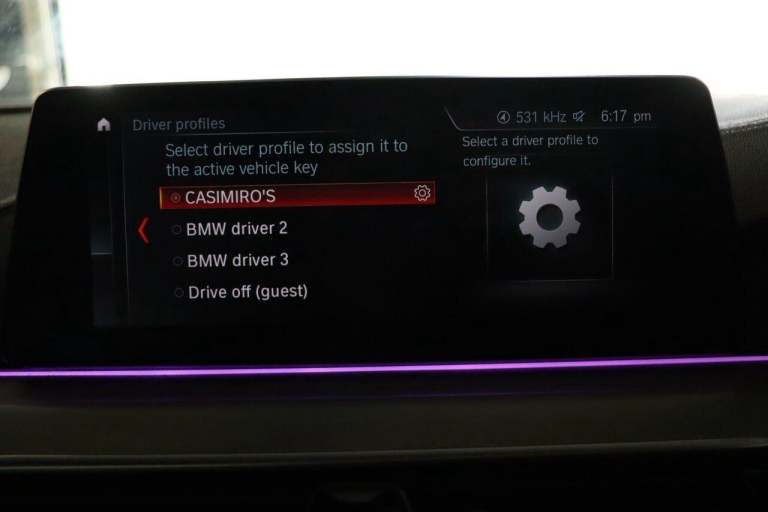 Driver profiles
531 kHz 6:17 pm
Select driver profile to assign it to
the active vehicle key
CASIMIRO'S
BMW driver 2
BMW driver 3
Drive off (guest)
Select a driver profile to
configure it.